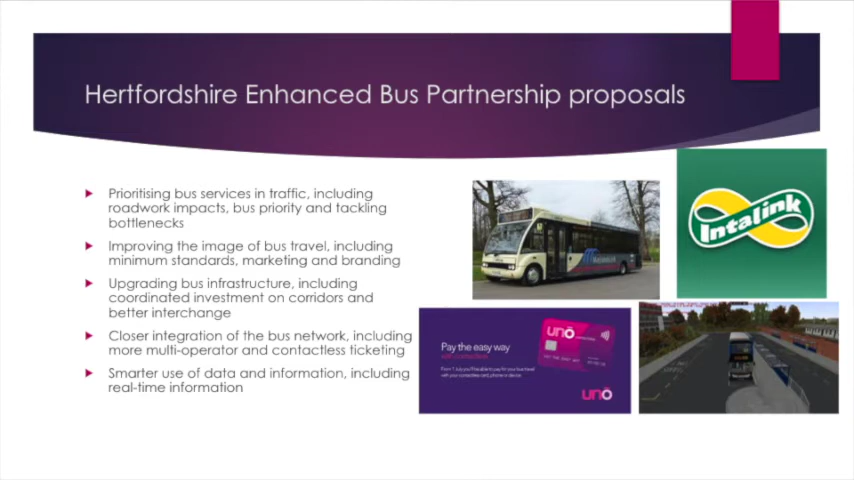 Hertfordshire Enhanced Bus Partnership proposals
Prioritising bus services in traffic, including
roadwork impacts, bus priority and tackling
bottlenecks
Improving the image of bus travel, including
minimum standards, marketing and branding
Upgrading bus infrastructure, including
coordinated investment on corridors and
better interchange
Closer integration of the bus network, including
more multi-operator and contactless ticketing
Smarter use of data and information, including
real-time information
Intalink
Pay the easy way
with contactless
uno
uno